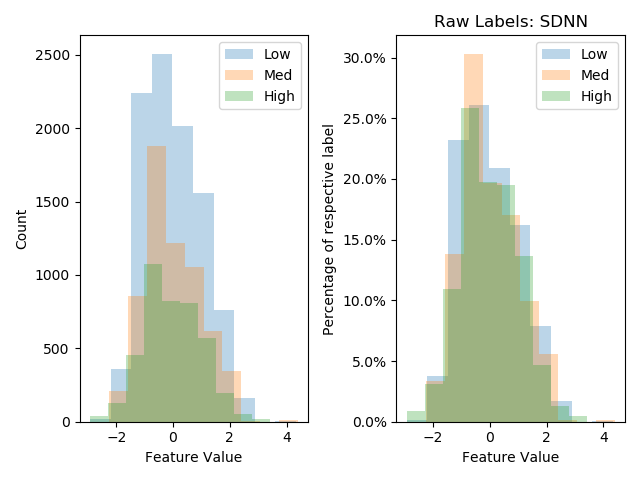 Raw Labels: SDNN
2500
2000
1500
1000
500
0
Count
−2
0
2
4
Feature Value
Low
Med
High
30.0%
25.0%
20.0%
15.0%
10.0%
5.0%
0.0%
Percentage of respective label
−2
0
2
4
Feature Value
Low
Med
High